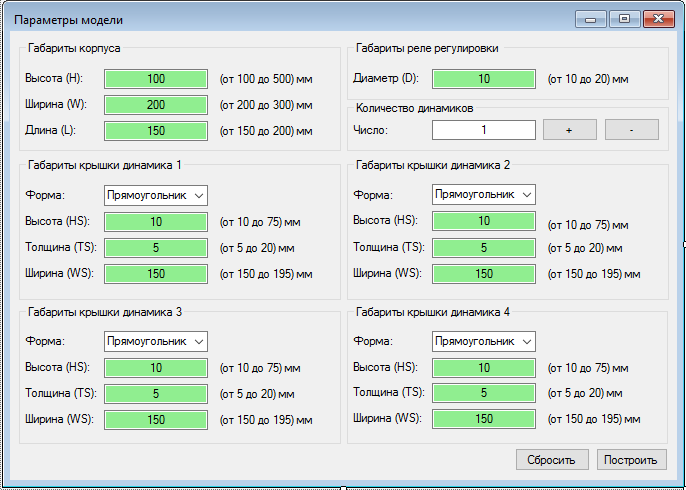 Параметры модели
Габариты корпуса
Высота (H): 100 (от 100 до 500) мм
Ширина (W): 200 (от 200 до 300) мм
Длина (L): 150 (от 150 до 200) мм
Габариты реле регулировки
Диаметр (D): 10 (от 10 до 20) мм
Количество динамиков
Число: 1 + -
Габариты крышки динамика 1
Форма: Прямоугольник
Высота (HS): 10 (от 10 до 75) мм
Толщина (TS): 5 (от 5 до 20) мм
Ширина (WS): 150 (от 150 до 195) мм
Габариты крышки динамика 2
Форма: Прямоугольник
Высота (HS): 10 (от 10 до 75) мм
Толщина (TS): 5 (от 5 до 20) мм
Ширина (WS): 150 (от 150 до 195) мм
Габариты крышки динамика 3
Форма: Прямоугольник
Высота (HS): 10 (от 10 до 75) мм
Толщина (TS): 5 (от 5 до 20) мм
Ширина (WS): 150 (от 150 до 195) мм
Габариты крышки динамика 4
Форма: Прямоугольник
Высота (HS): 10 (от 10 до 75) мм
Толщина (TS): 5 (от 5 до 20) мм
Ширина (WS): 150 (от 150 до 195) мм
Сбросить Построить